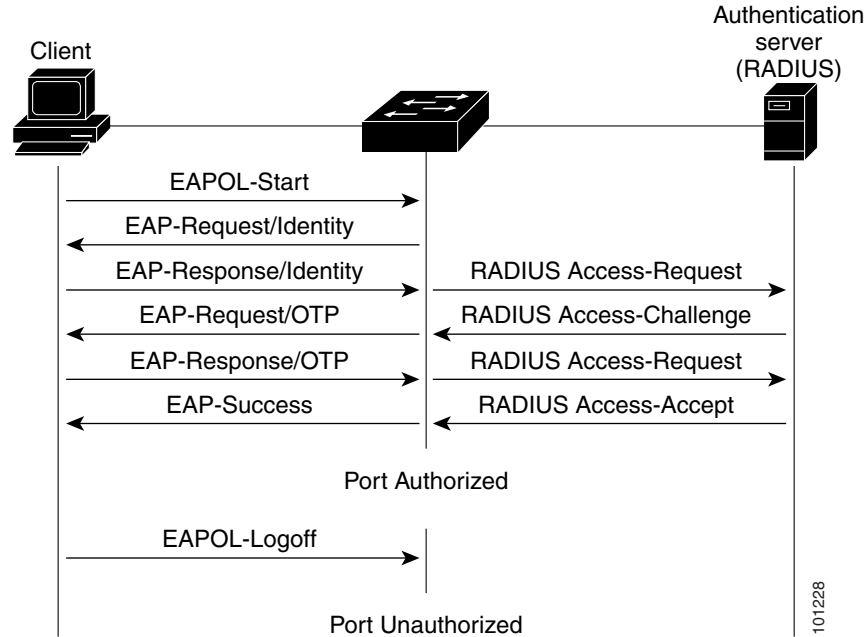 Authentication
server
(RADIUS)
Client
EAPOL-Start
EAP-Request/Identity
EAP-Response/Identity
RADIUS Access-Request
EAP-Request/OTP
RADIUS Access-Challenge
EAP-Response/OTP
RADIUS Access-Request
EAP-Success
RADIUS Access-Accept
Port Authorized
EAPOL-Logoff
Port Unauthorized
101228